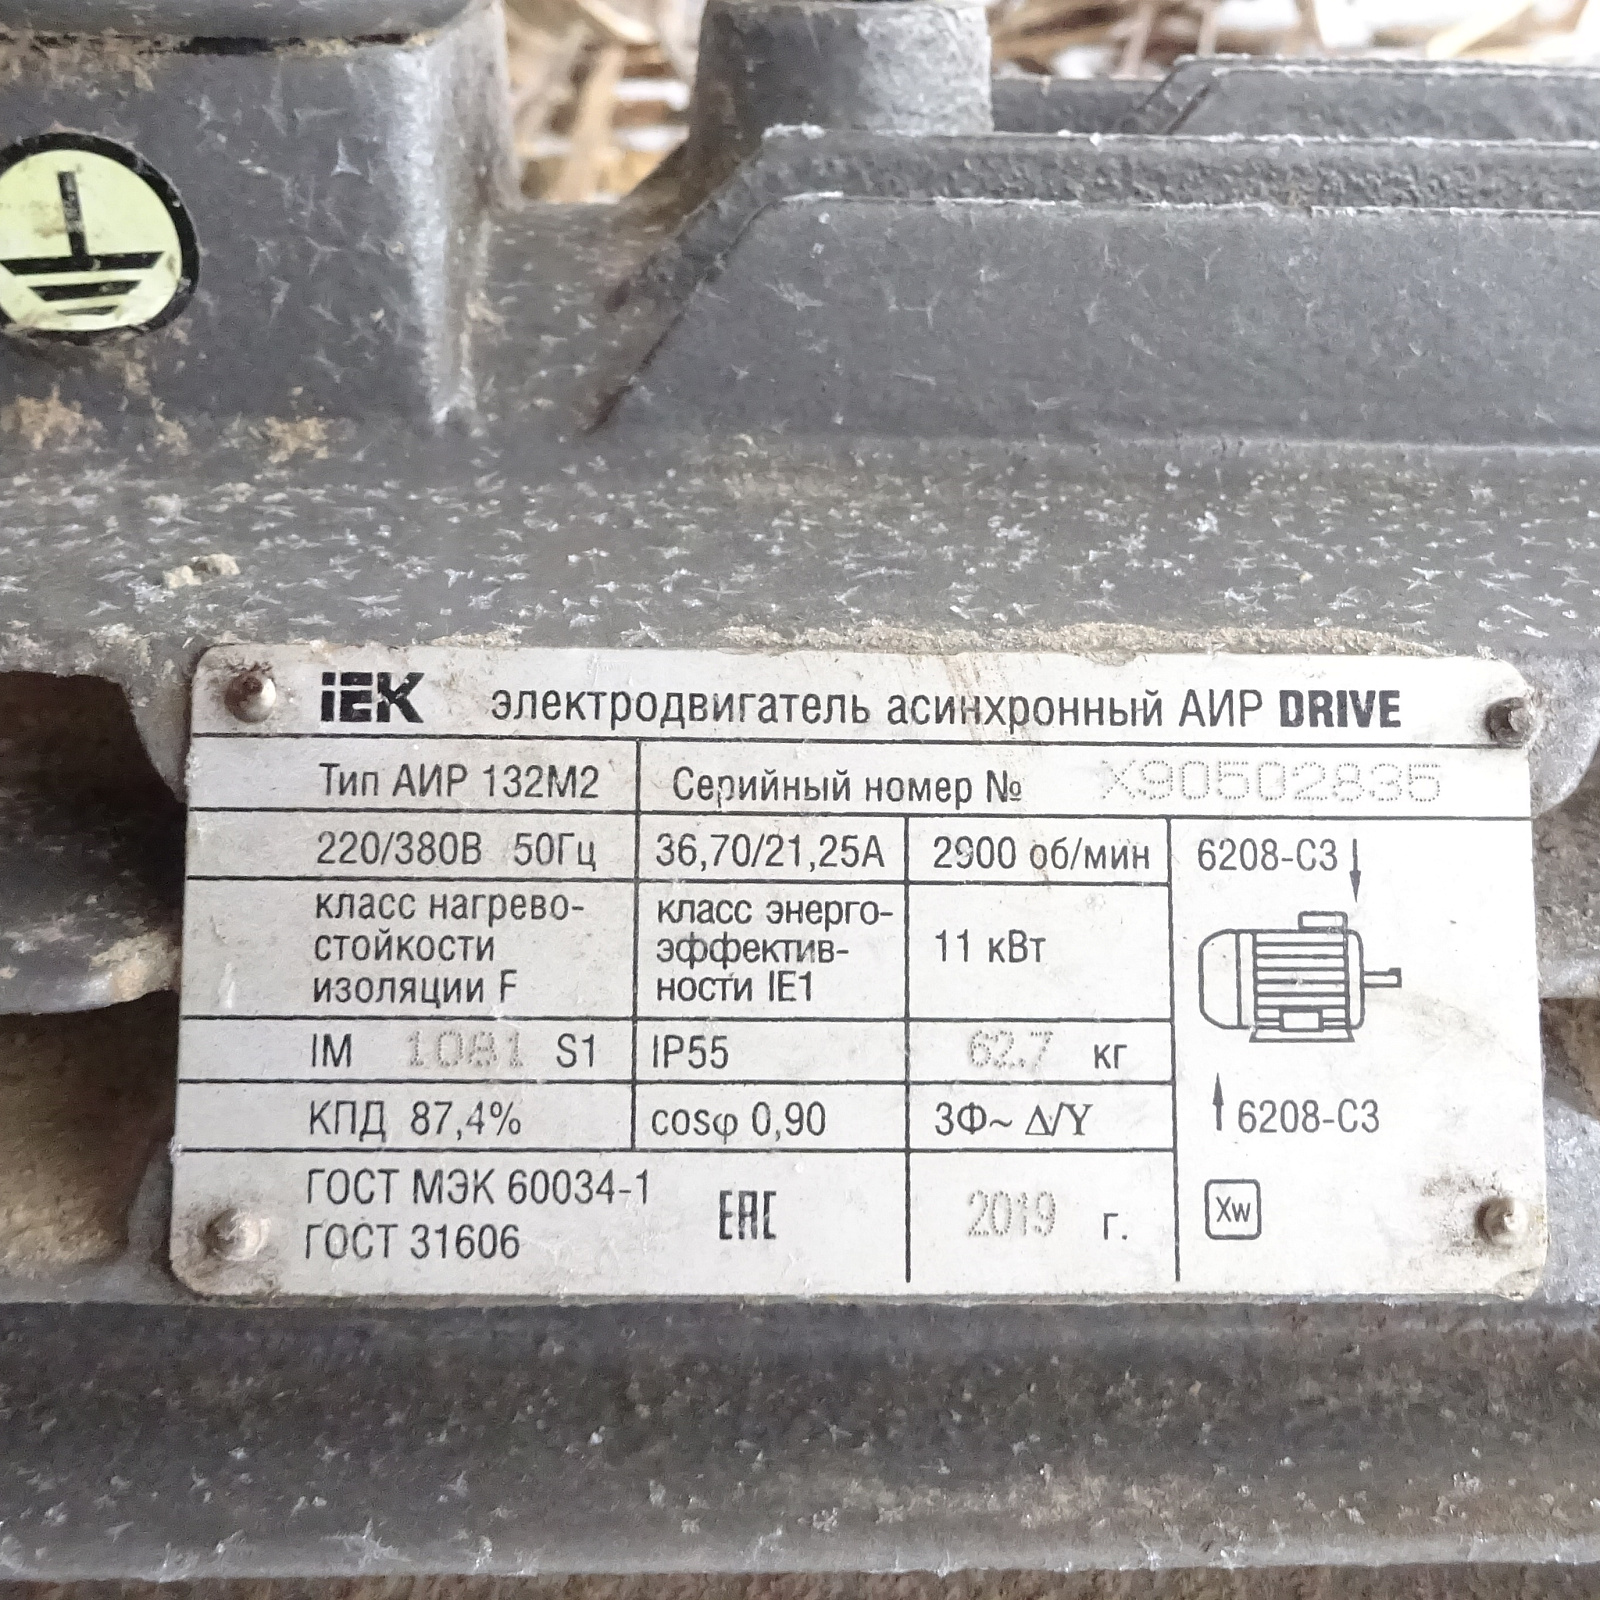 IEK электродвигатель асинхронный АИР DRIVE
Тип АИР 132М2 Серийный номер № X90502835
220/380В 50Гц 36,70/21,25А 2900 об/мин 6208-С3
класс нагрево-
стойкости
изоляции F
класс энерго-
эффектив-
ности IE1
11 кВт
IM 1081 S1 IP55 62.7 кг
КПД 87,4% cosφ 0,90 3Ф~ Δ/Y 6208-С3
ГОСТ МЭК 60034-1
ГОСТ 31606
EAC
2019 г.
Xw